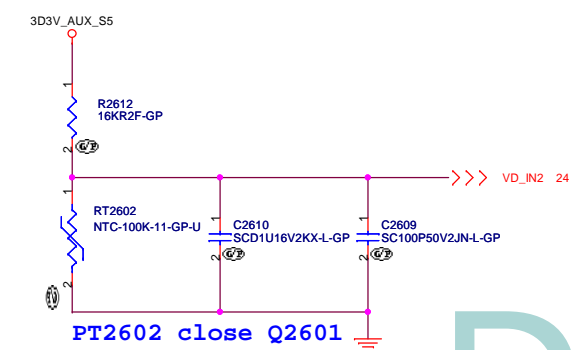 3D3V_AUX_S5
1
R2612
16KR2F-GP
2
G/P
VD_IN2 24
1
RT2602
NTC-100K-11-GP-U
2
1
C2610
SCD1U16V2KX-L-GP
2
G/P
1
C2609
SC100P50V2JN-L-GP
2
G/P
PT2602 close Q2601